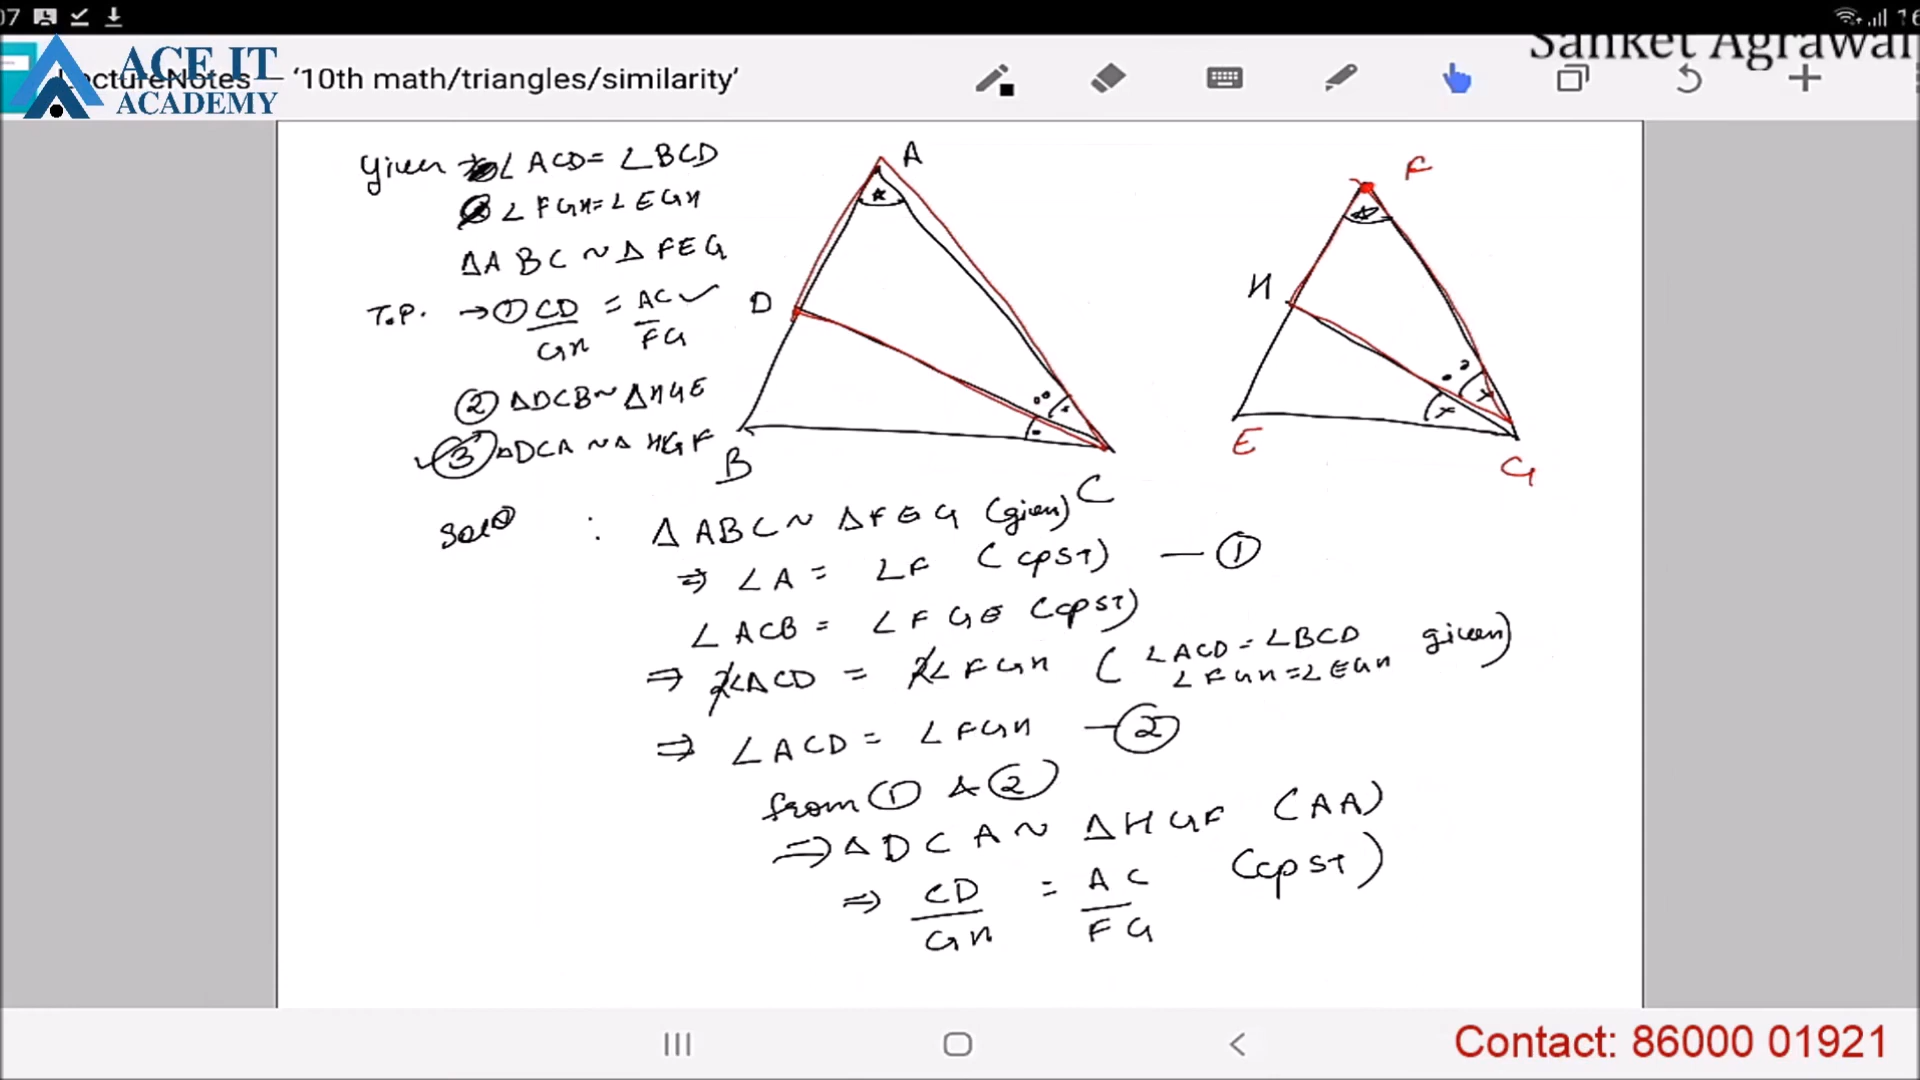 07
16
ACE IT
ACADEMY
LectureNotes – ‘10th math/triangles/similarity’
Sanket Agrawal
Given ∠ACD = ∠BCD
∠FGH = ∠EGH
ΔABC ~ ΔFEG
T.P. → ① CD/GH = AC/FG ✓
② ΔDCB ~ ΔHGE
✓③ ΔDCA ~ ΔHGF
A
D
B
C
F
H
E
G
: ΔABC ~ ΔFEG (given)
⇒ ∠A = ∠F (cpst) — ①
∠ACB = ∠FGE (cpst)
⇒ 2∠ACD = 2∠FGH ( ∠ACD = ∠BCD given)
∠FGH = ∠EGH
⇒ ∠ACD = ∠FGH — ②
from ① & ②
⇒ ΔDCA ~ ΔHGF (AA)
⇒ CD/GH = AC/FG (cpst)
Contact: 86000 01921